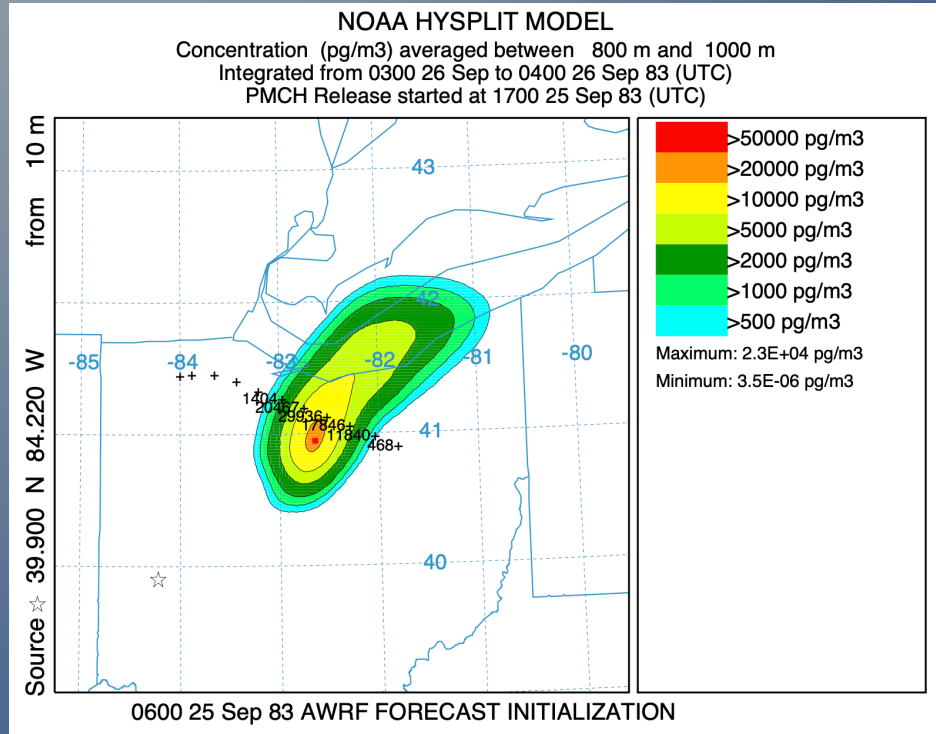 NOAA HYSPLIT MODEL
Concentration (pg/m3) averaged between 800 m and 1000 m
Integrated from 0300 26 Sep to 0400 26 Sep 83 (UTC)
PMCH Release started at 1700 25 Sep 83 (UTC)
Source ☆ 39.900 N 84.220 W from 10 m
43
42
-85 -84 -83 -82 -81 -80
1404+
20467+
29936+
17846+
11840+
468+
41
40
>50000 pg/m3
>20000 pg/m3
>10000 pg/m3
>5000 pg/m3
>2000 pg/m3
>1000 pg/m3
>500 pg/m3
Maximum: 2.3E+04 pg/m3
Minimum: 3.5E-06 pg/m3
0600 25 Sep 83 AWRF FORECAST INITIALIZATION